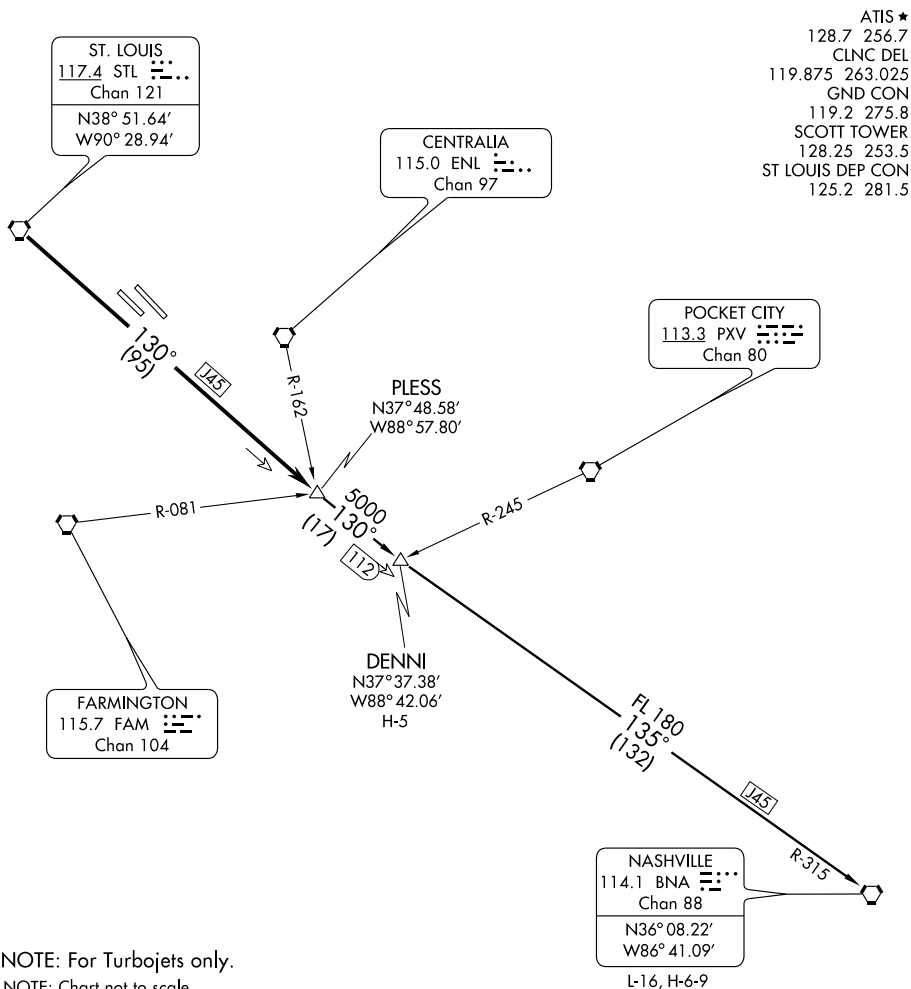 ATIS ★
128.7 256.7
CLNC DEL
119.875 263.025
GND CON
119.2 275.8
SCOTT TOWER
128.25 253.5
ST LOUIS DEP CON
125.2 281.5
ST. LOUIS
117.4 STL
Chan 121
N38° 51.64′
W90° 28.94′
CENTRALIA
115.0 ENL
Chan 97
POCKET CITY
113.3 PXV
Chan 80
130°
(95)
J45
R-162
PLESS
N37° 48.58′
W88° 57.80′
R-081
5000
130°
(17)
112
R-245
DENNI
N37° 37.38′
W88° 42.06′
H-5
FARMINGTON
115.7 FAM
Chan 104
FL 180
135°
(132)
J45
R-315
NASHVILLE
114.1 BNA
Chan 88
N36° 08.22′
W86° 41.09′
L-16, H-6-9
NOTE: For Turbojets only.
NOTE: Chart not to scale